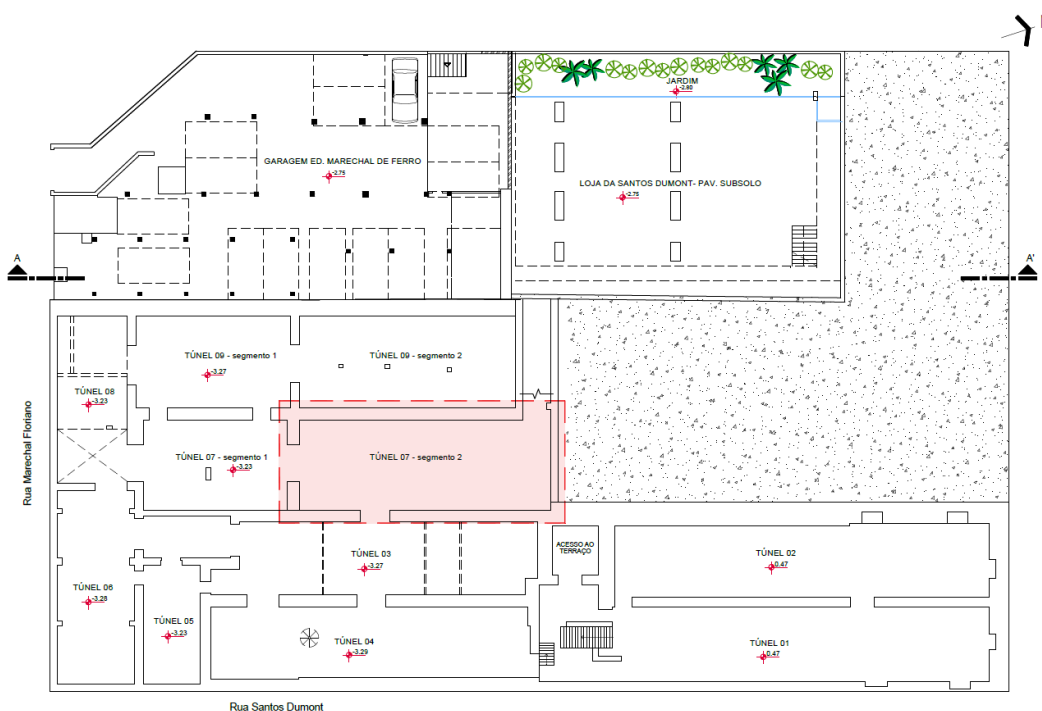 JARDIM
-2.80
GARAGEM ED. MARECHAL DE FERRO
-2.75
LOJA DA SANTOS DUMONT- PAV. SUBSOLO
-2.75
A
A'
TÚNEL 09 - segmento 1
-3.27
TÚNEL 09 - segmento 2
TÚNEL 08
-3.23
Rua Marechal Floriano
TÚNEL 07 - segmento 1
-3.23
TÚNEL 07 - segmento 2
ACESSO AO
TERRAÇO
TÚNEL 03
-3.27
TÚNEL 02
0.47
TÚNEL 06
-3.28
TÚNEL 05
-3.23
TÚNEL 04
-3.29
TÚNEL 01
0.47
Rua Santos Dumont